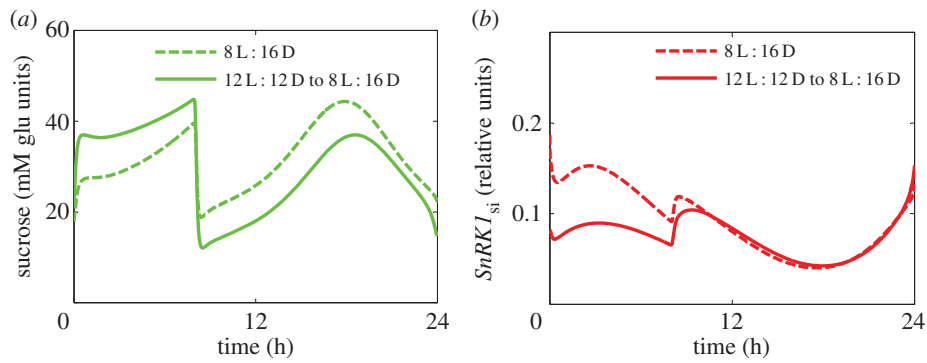 (a)
60
40
20
0
12
24
sucrose (mM glu units)
time (h)
8 L : 16 D
12 L : 12 D to 8 L : 16 D
(b)
0.2
0.1
0
12
24
SnRK1si (relative units)
time (h)
8 L : 16 D
12 L : 12 D to 8 L : 16 D